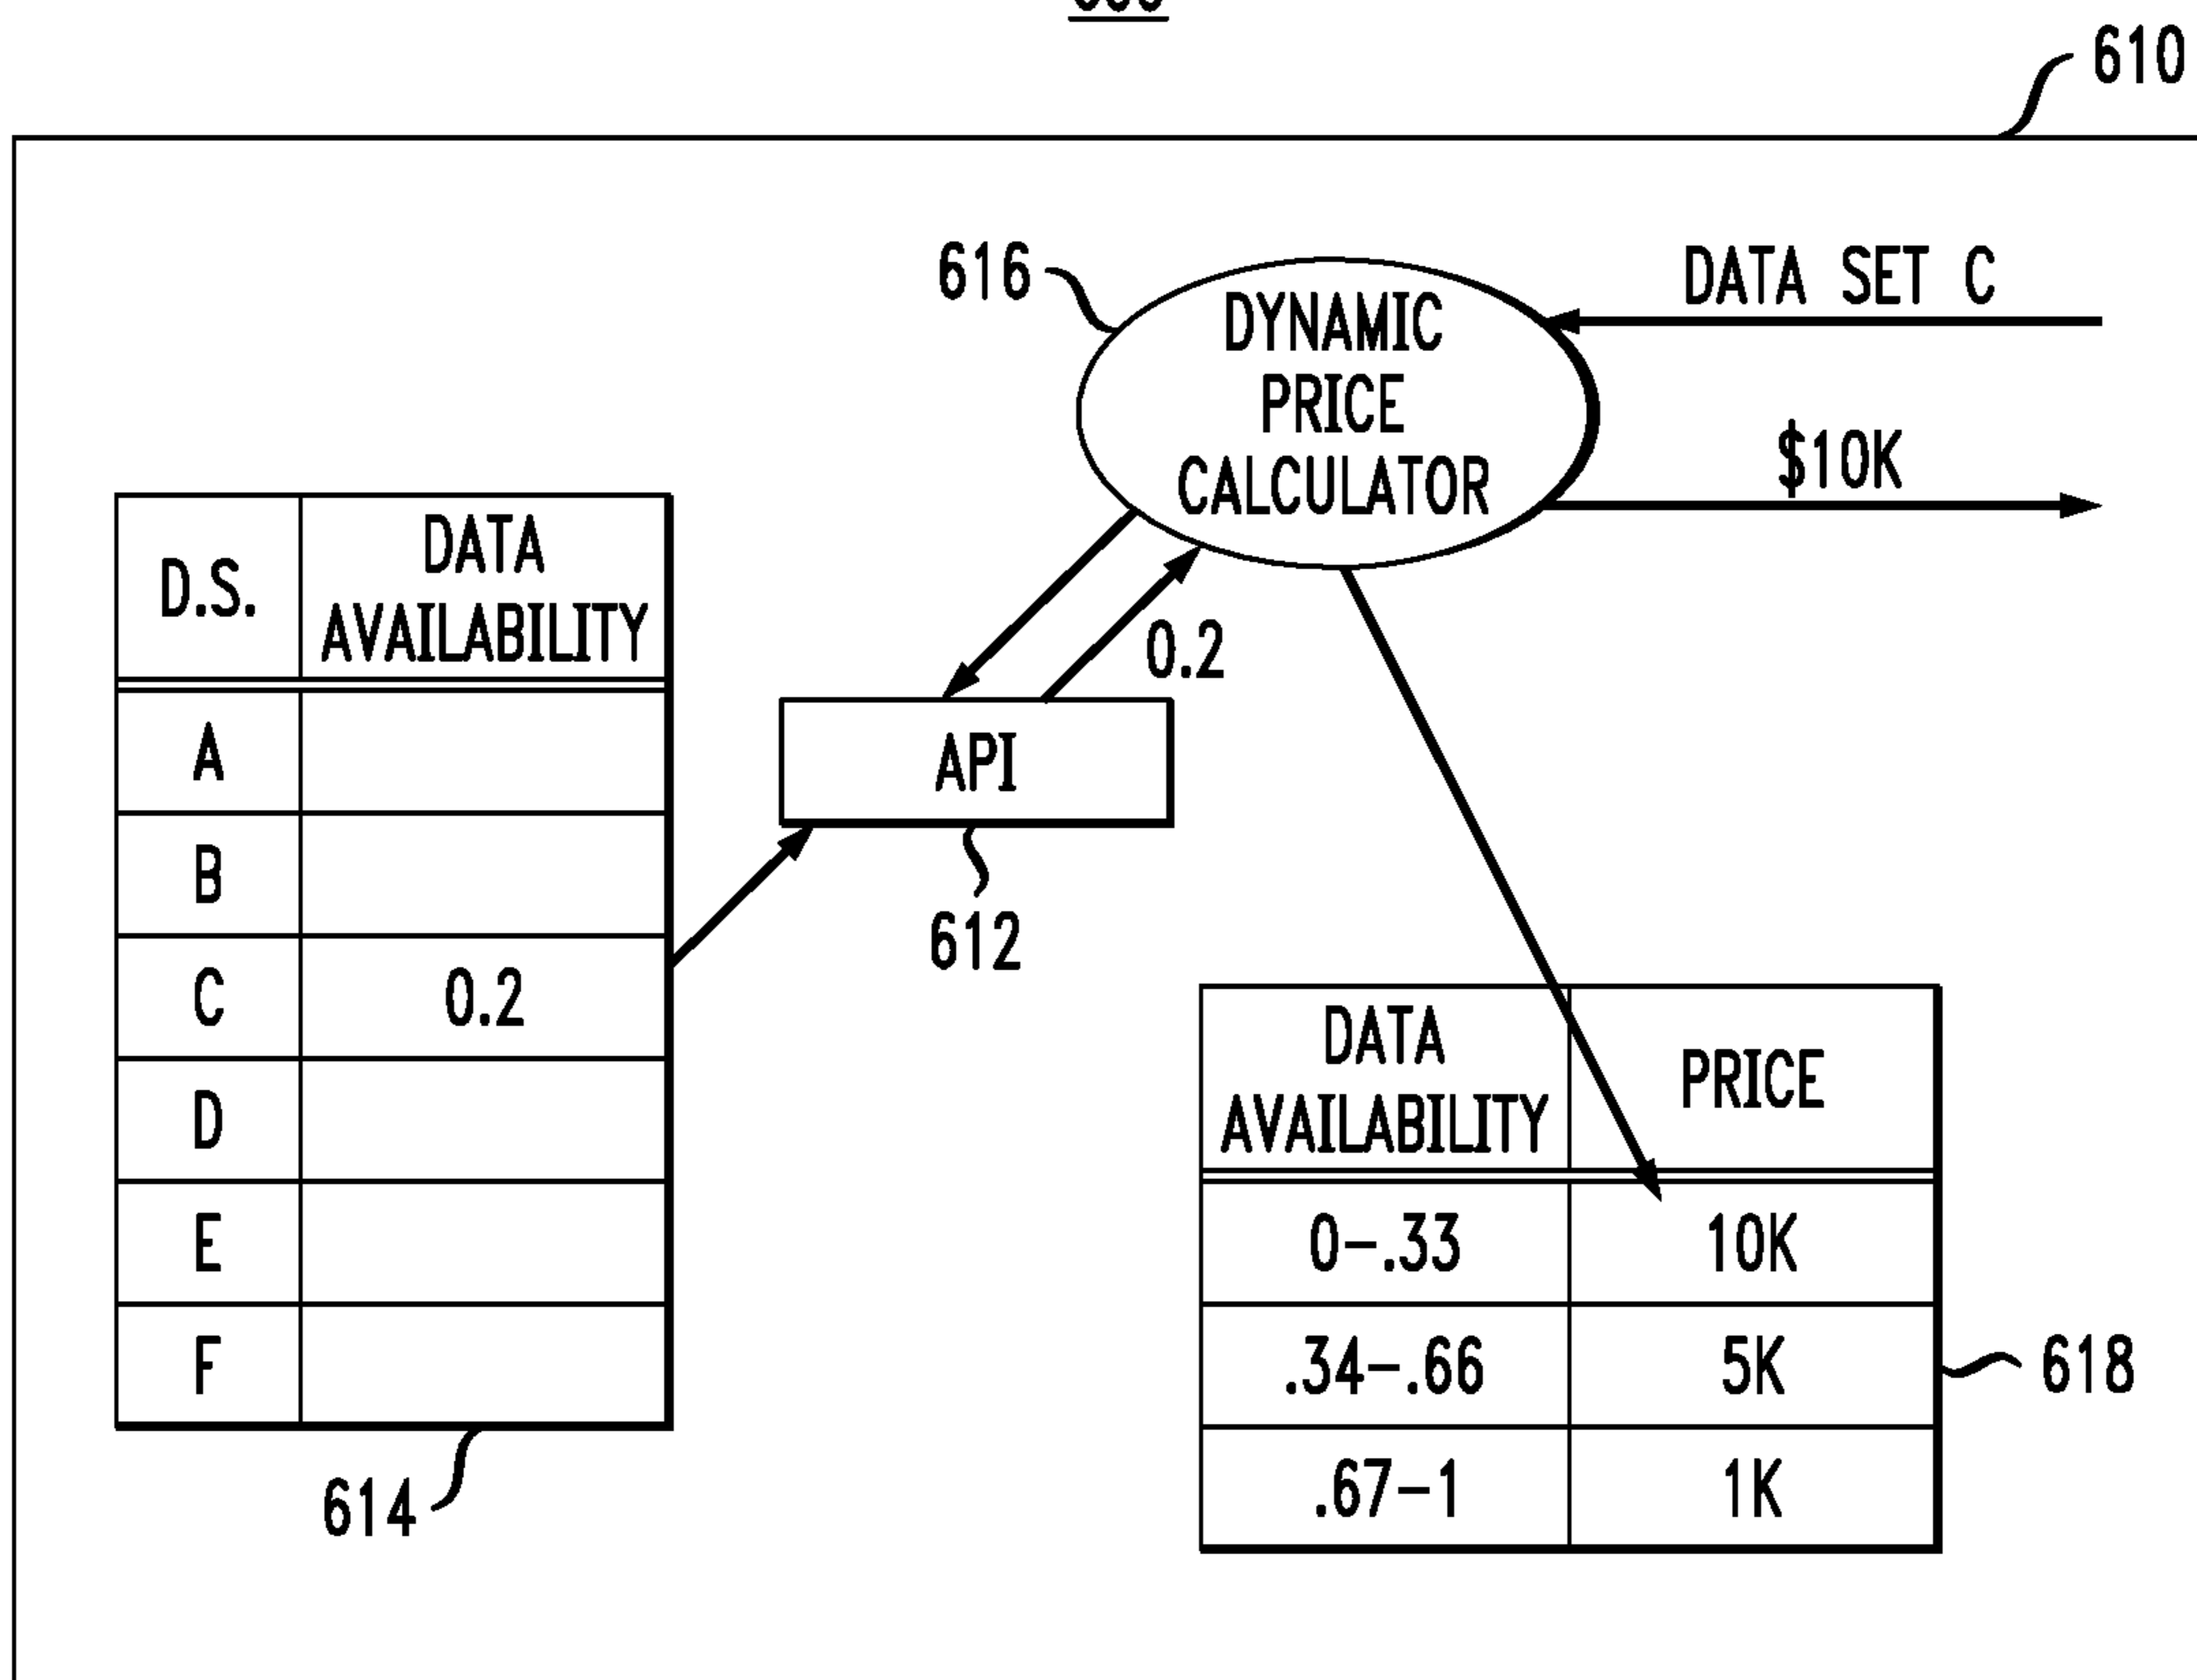 610
616
DATA SET C
DYNAMIC
PRICE
CALCULATOR
$10K
D.S.
DATA
AVAILABILITY
0.2
A
API
B
612
C
0.2
D
E
F
614
DATA
AVAILABILITY
PRICE
0-.33
10K
.34-.66
5K
618
.67-1
1K